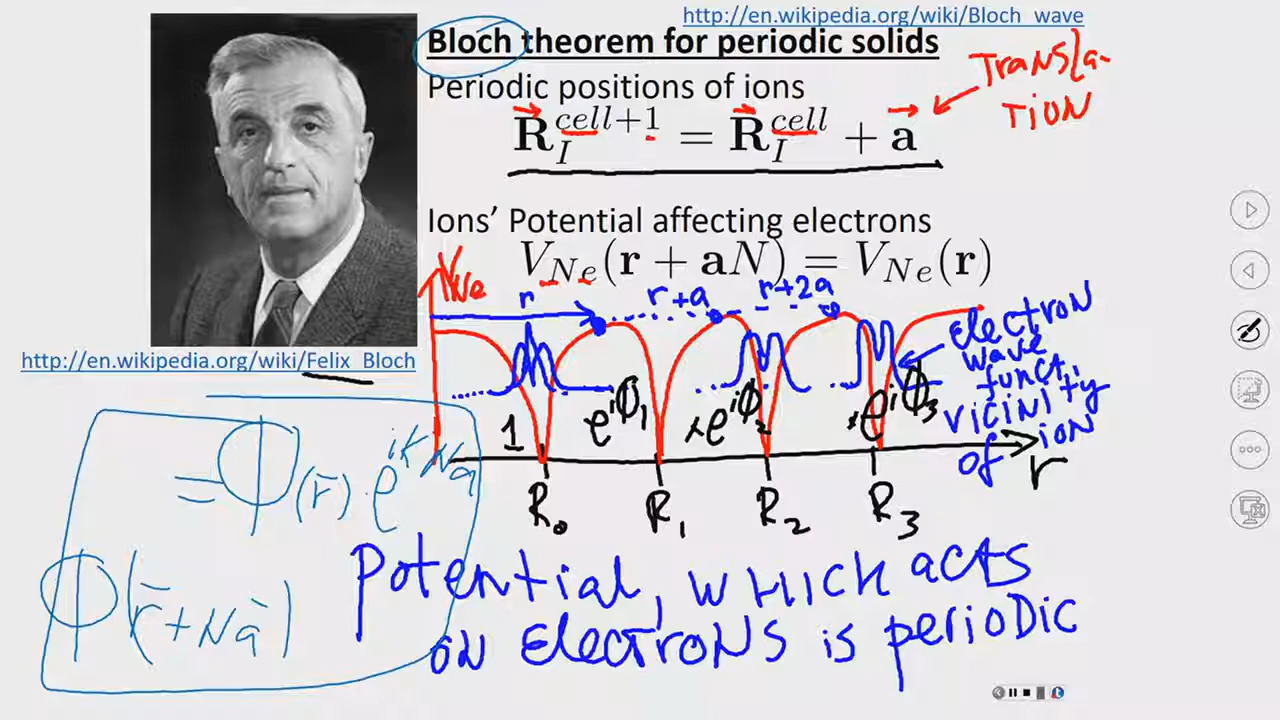 http://en.wikipedia.org/wiki/Bloch_wave
Bloch theorem for periodic solids
Periodic positions of ions
R_I^{cell+1} = R_I^{cell} + a
Transla-
tion
Ions' Potential affecting electrons
V_{Ne}(r + aN) = V_{Ne}(r)
V_{Ne}
r r+a r+2a
electron
wave
funct.
vicinity
of ion
1 e^{iΦ_1} ×e^{iΦ_2} ·e^{iΦ_3}
r
R_0 R_1 R_2 R_3
http://en.wikipedia.org/wiki/Felix_Bloch
= Φ(r)·e^{ikNa}
Φ(r+Na)
Potential, which acts
on electrons is periodic